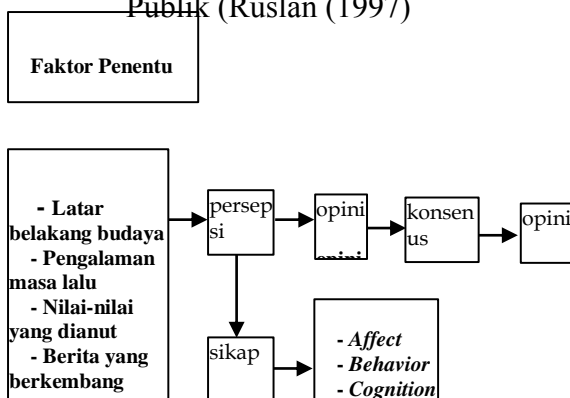 Publik (Ruslan (1997)
Faktor Penentu
- Latar
belakang budaya
- Pengalaman
masa lalu
- Nilai-nilai
yang dianut
- Berita yang
berkembang
persep
si
opini
konsen
us
opini
sikap
- Affect
- Behavior
- Cognition